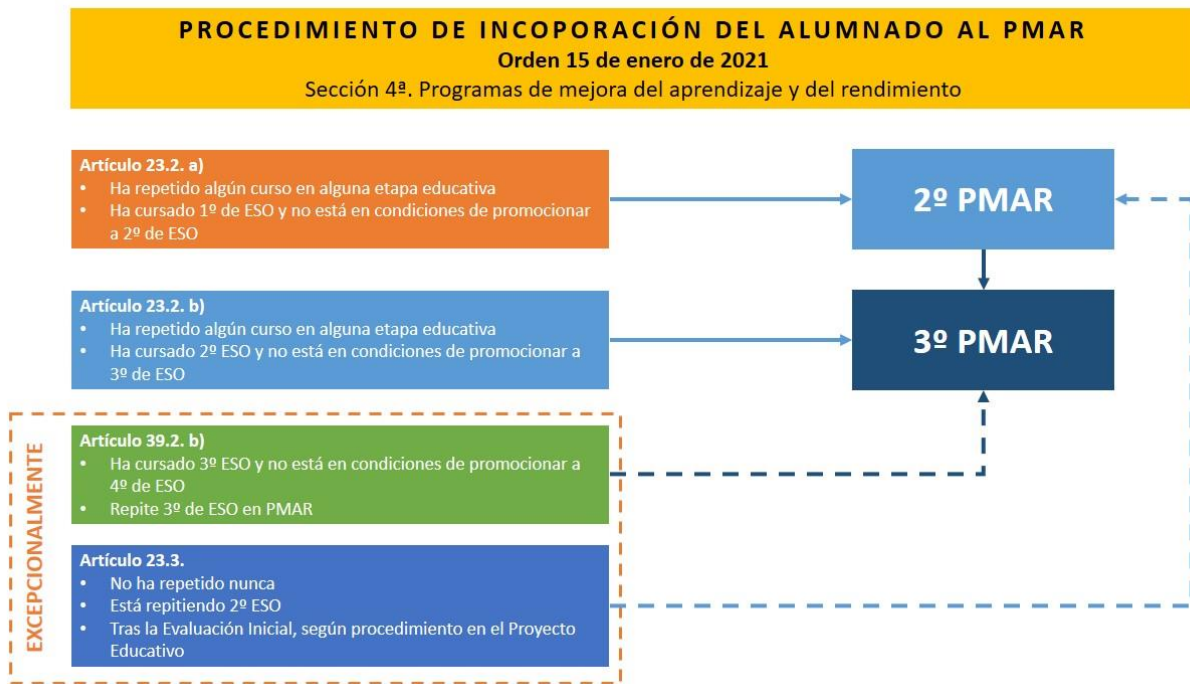 PROCEDIMIENTO DE INCOPORACIÓN DEL ALUMNADO AL PMAR
Orden 15 de enero de 2021
Sección 4ª. Programas de mejora del aprendizaje y del rendimiento
Artículo 23.2. a)
• Ha repetido algún curso en alguna etapa educativa
• Ha cursado 1º de ESO y no está en condiciones de promocionar
a 2º de ESO
2º PMAR
Artículo 23.2. b)
• Ha repetido algún curso en alguna etapa educativa
• Ha cursado 2º ESO y no está en condiciones de promocionar a
3º de ESO
3º PMAR
EXCEPCIONALMENTE
Artículo 39.2. b)
• Ha cursado 3º ESO y no está en condiciones de promocionar a
4º de ESO
• Repite 3º de ESO en PMAR
Artículo 23.3.
• No ha repetido nunca
• Está repitiendo 2º ESO
• Tras la Evaluación Inicial, según procedimiento en el Proyecto
Educativo